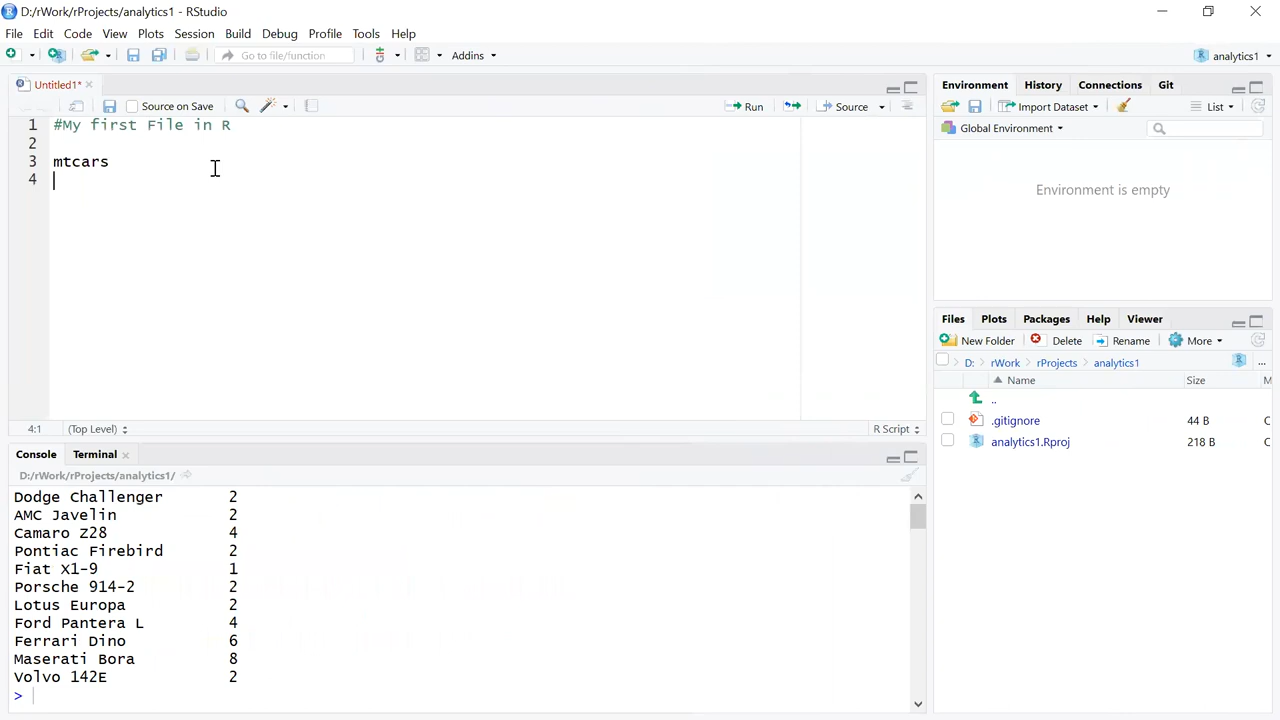 D:/rWork/rProjects/analytics1 - RStudio
File Edit Code View Plots Session Build Debug Profile Tools Help
Go to file/function Addins analytics1
Untitled1*
Source on Save Run Source
1 #My first File in R
2
3 mtcars
4
4:1 (Top Level) R Script
Console Terminal
D:/rWork/rProjects/analytics1/
Dodge Challenger 2
AMC Javelin 2
Camaro Z28 4
Pontiac Firebird 2
Fiat X1-9 1
Porsche 914-2 2
Lotus Europa 2
Ford Pantera L 4
Ferrari Dino 6
Maserati Bora 8
Volvo 142E 2
>
Environment History Connections Git
Import Dataset List
Global Environment
Environment is empty
Files Plots Packages Help Viewer
New Folder Delete Rename More
D: > rWork > rProjects > analytics1 ...
Name Size M
..
.gitignore 44 B
analytics1.Rproj 218 B